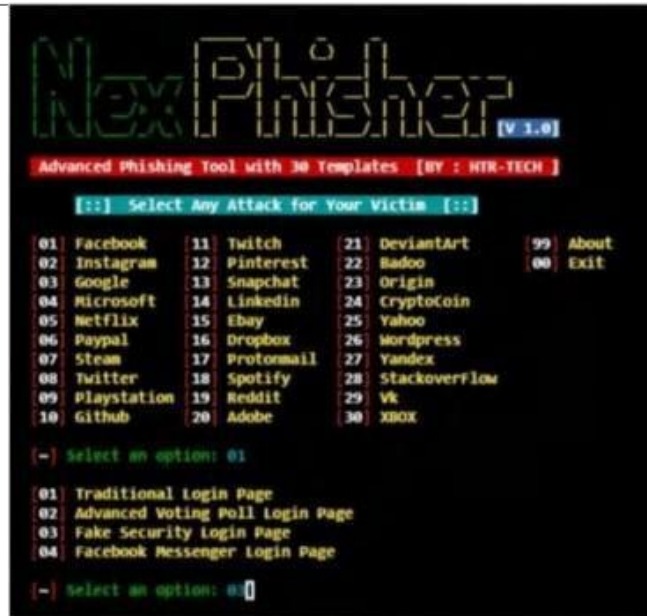 NexPhisher
[V 1.0]
Advanced Phishing Tool with 30 Templates [BY : HTR-TECH ]
[::] Select Any Attack for Your Victim [::]
[01] Facebook [11] Twitch [21] DeviantArt [99] About
[02] Instagram [12] Pinterest [22] Badoo [00] Exit
[03] Google [13] Snapchat [23] Origin
[04] Microsoft [14] Linkedin [24] CryptoCoin
[05] Netflix [15] Ebay [25] Yahoo
[06] Paypal [16] Dropbox [26] Wordpress
[07] Steam [17] Protonmail [27] Yandex
[08] Twitter [18] Spotify [28] StackoverFlow
[09] Playstation [19] Reddit [29] Vk
[10] Github [20] Adobe [30] XBOX
[~] Select an option: 01
[01] Traditional Login Page
[02] Advanced Voting Poll Login Page
[03] Fake Security Login Page
[04] Facebook Messenger Login Page
[~] Select an option: 03